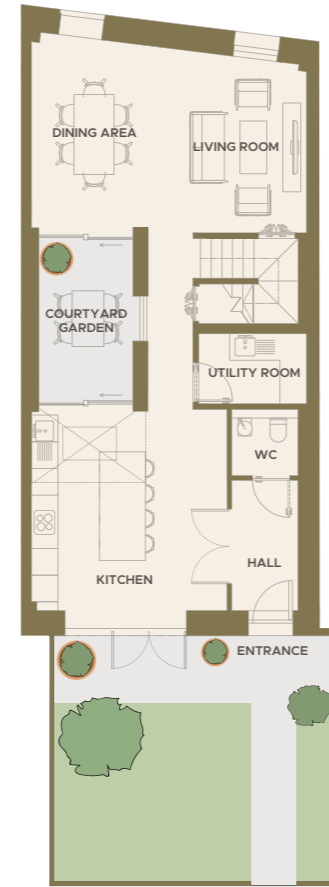 DINING AREA
LIVING ROOM
COURTYARD
GARDEN
UTILITY ROOM
WC
HALL
KITCHEN
ENTRANCE